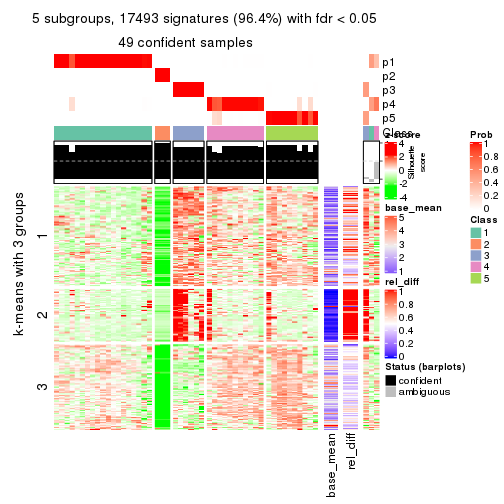 5 subgroups, 17493 signatures (96.4%) with fdr < 0.05
49 confident samples
p1
p2
p3
p4
p5
Class
Silhouette
score
k-means with 3 groups
1
2
3
base_mean
rel_diff
z-score
4
2
0
-2
-4
base_mean
5
4
3
2
1
rel_diff
1
0.8
0.6
0.4
0.2
0
Status (barplots)
confident
ambiguous
Prob
1
0.8
0.6
0.4
0.2
0
Class
1
2
3
4
5